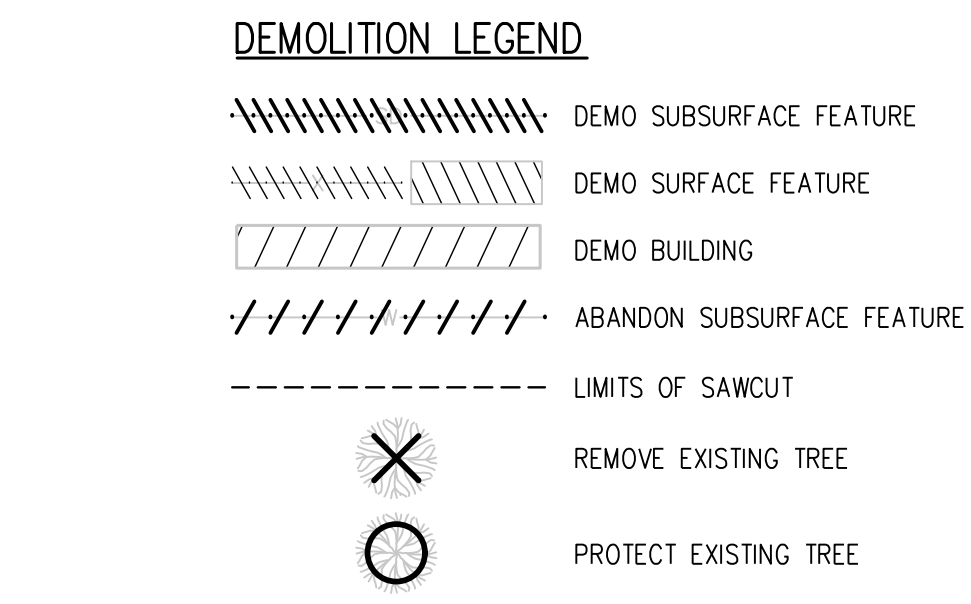 DEMOLITION LEGEND
DEMO SUBSURFACE FEATURE
X DEMO SURFACE FEATURE
DEMO BUILDING
W ABANDON SUBSURFACE FEATURE
LIMITS OF SAWCUT
REMOVE EXISTING TREE
PROTECT EXISTING TREE